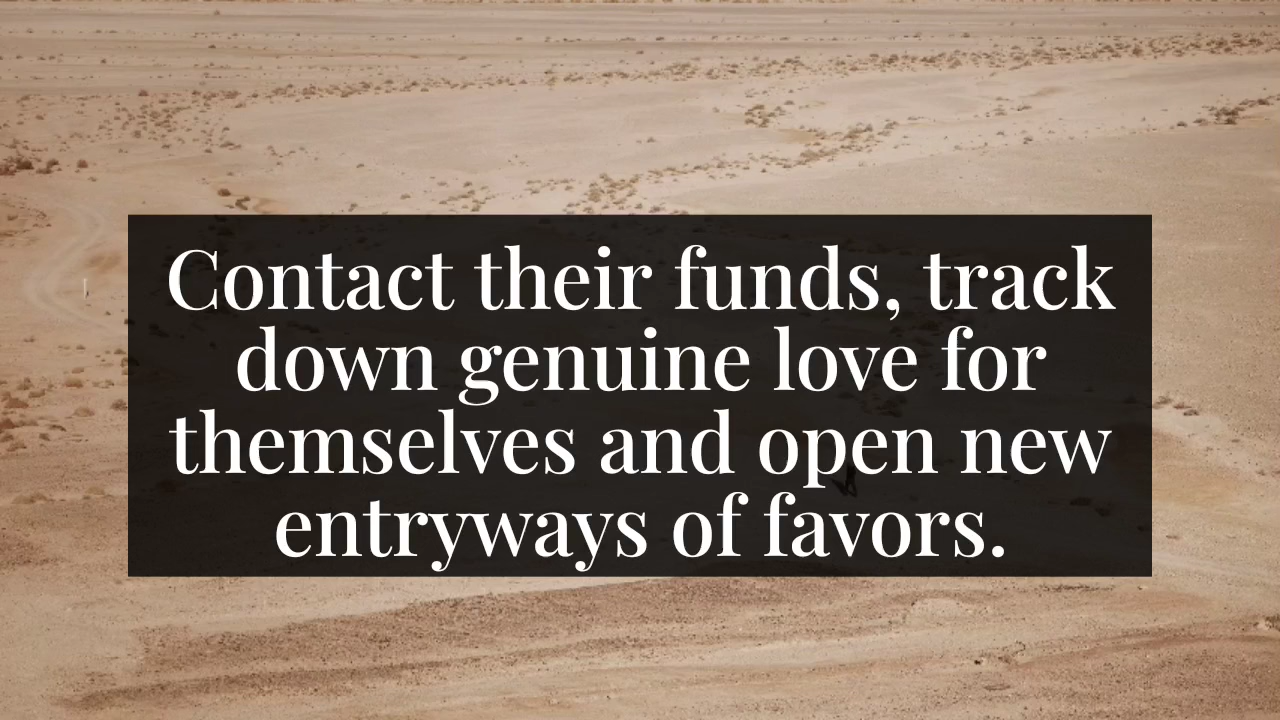 Contact their funds, track
down genuine love for
themselves and open new
entryways of favors.